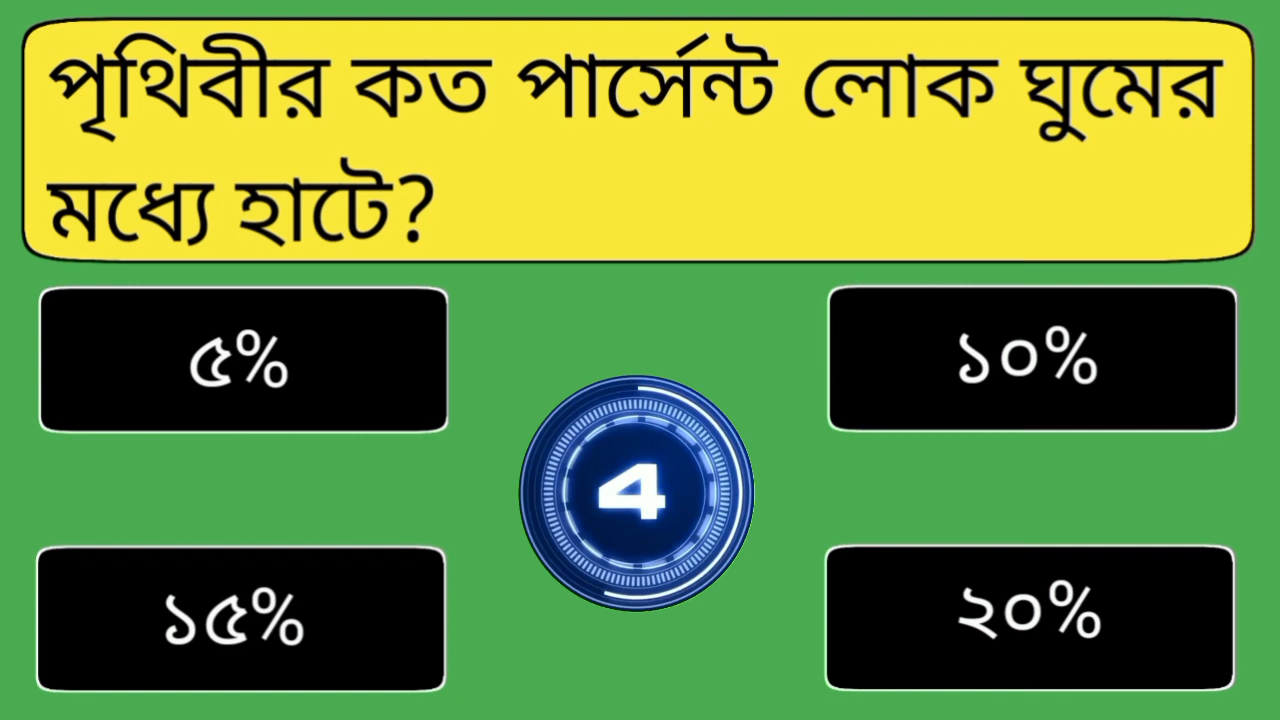 পৃথিবীর কত পার্সেন্ট লোক ঘুমের
মধ্যে হাটে?
৫%
১০%
4
১৫%
২০%